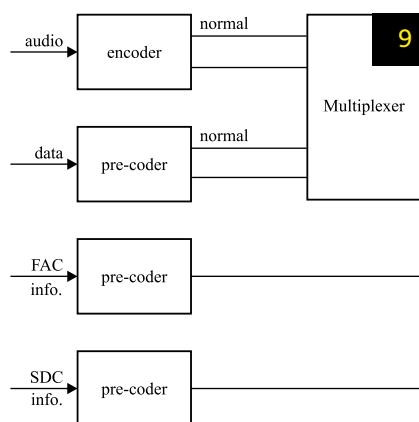 audio
encoder
normal
9
Multiplexer
data
pre-coder
normal
FAC
info.
pre-coder
SDC
info.
pre-coder